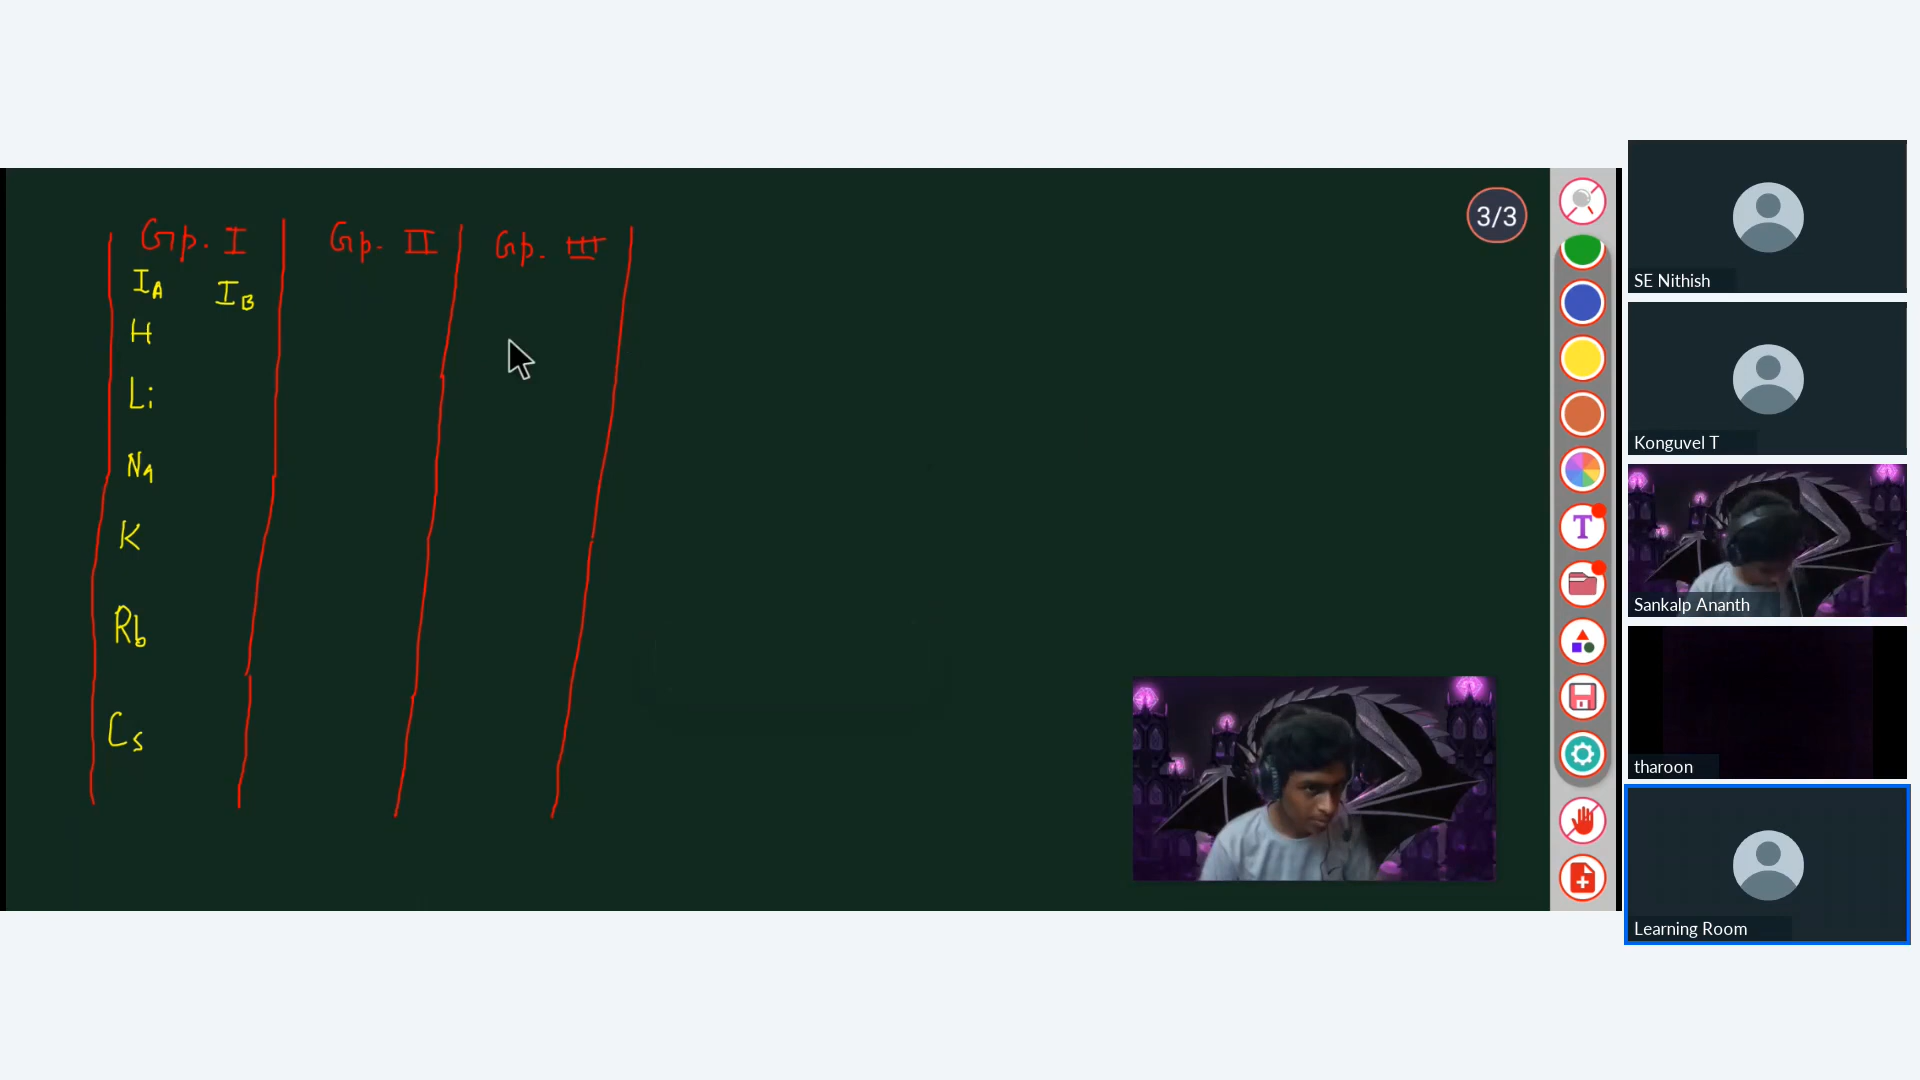 Gp. I Gp. II Gp. III
IA IB
H
Li
Na
K
Rb
Cs
3/3
T
SE Nithish
Konguvel T
Sankalp Ananth
tharoon
Learning Room